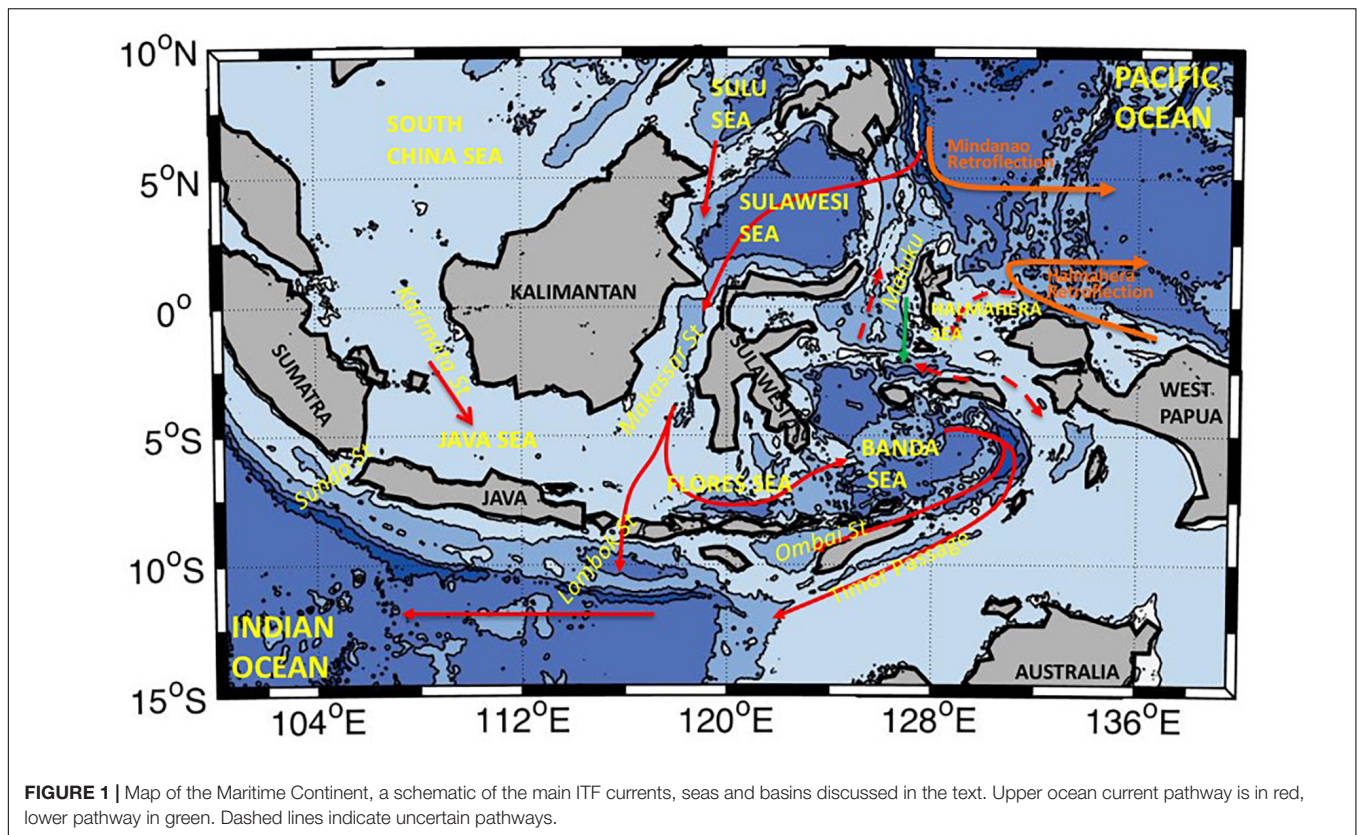 10°N
5°N
0°
5°S
10°S
15°S
104°E
112°E
120°E
128°E
136°E
SOUTH
CHINA SEA
SULU
SEA
PACIFIC
OCEAN
Mindanao
Retroflection
SULAWESI
SEA
KALIMANTAN
Maluku
HALMAHERA
SEA
Halmahera
Retroflection
Karimata St
Makassar St
SUMATRA
SULAWESI
WEST
PAPUA
JAVA SEA
BANDA
SEA
FLORES SEA
Sunda St
JAVA
Lombok St
Ombai St
Timor Passage
INDIAN
OCEAN
AUSTRALIA
FIGURE 1 | Map of the Maritime Continent, a schematic of the main ITF currents, seas and basins discussed in the text. Upper ocean current pathway is in red,
lower pathway in green. Dashed lines indicate uncertain pathways.